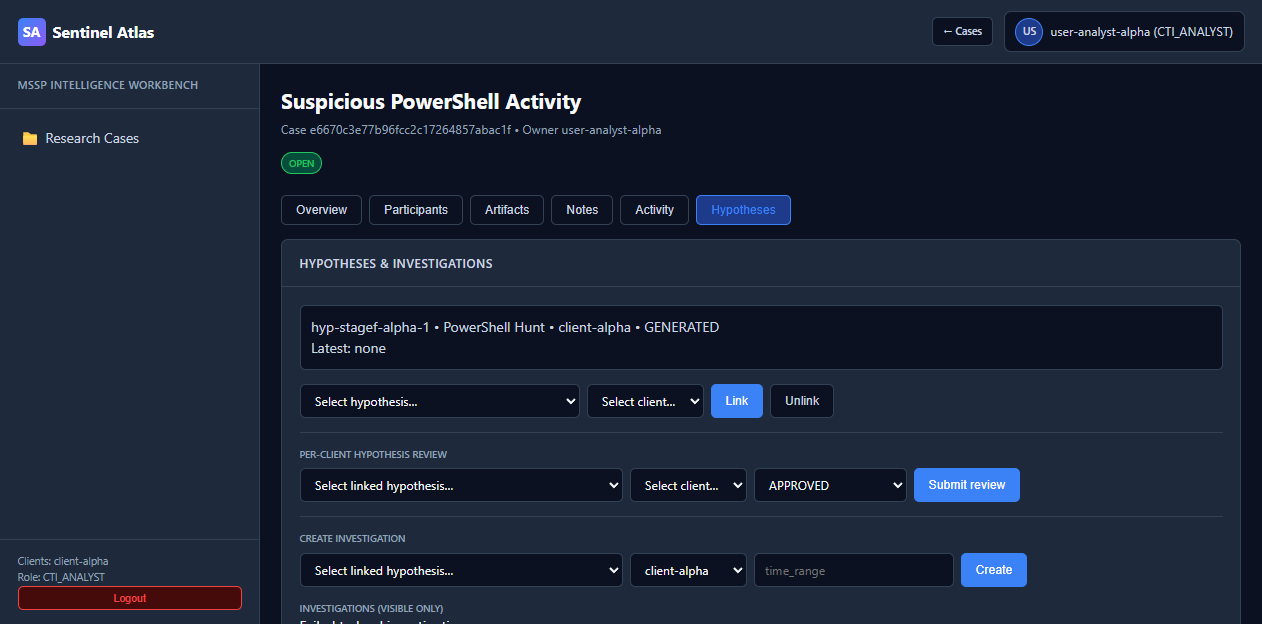 SA Sentinel Atlas
← Cases
US user-analyst-alpha (CTI_ANALYST)
MSSP INTELLIGENCE WORKBENCH
Research Cases
Suspicious PowerShell Activity
Case e6670c3e77b96fcc2c17264857abac1f • Owner user-analyst-alpha
OPEN
Overview Participants Artifacts Notes Activity Hypotheses
HYPOTHESES & INVESTIGATIONS
hyp-stagef-alpha-1 • PowerShell Hunt • client-alpha • GENERATED
Latest: none
Select hypothesis... Select client... Link Unlink
PER-CLIENT HYPOTHESIS REVIEW
Select linked hypothesis... Select client... APPROVED Submit review
CREATE INVESTIGATION
Select linked hypothesis... client-alpha time_range Create
INVESTIGATIONS (VISIBLE ONLY)
Clients: client-alpha
Role: CTI_ANALYST
Logout